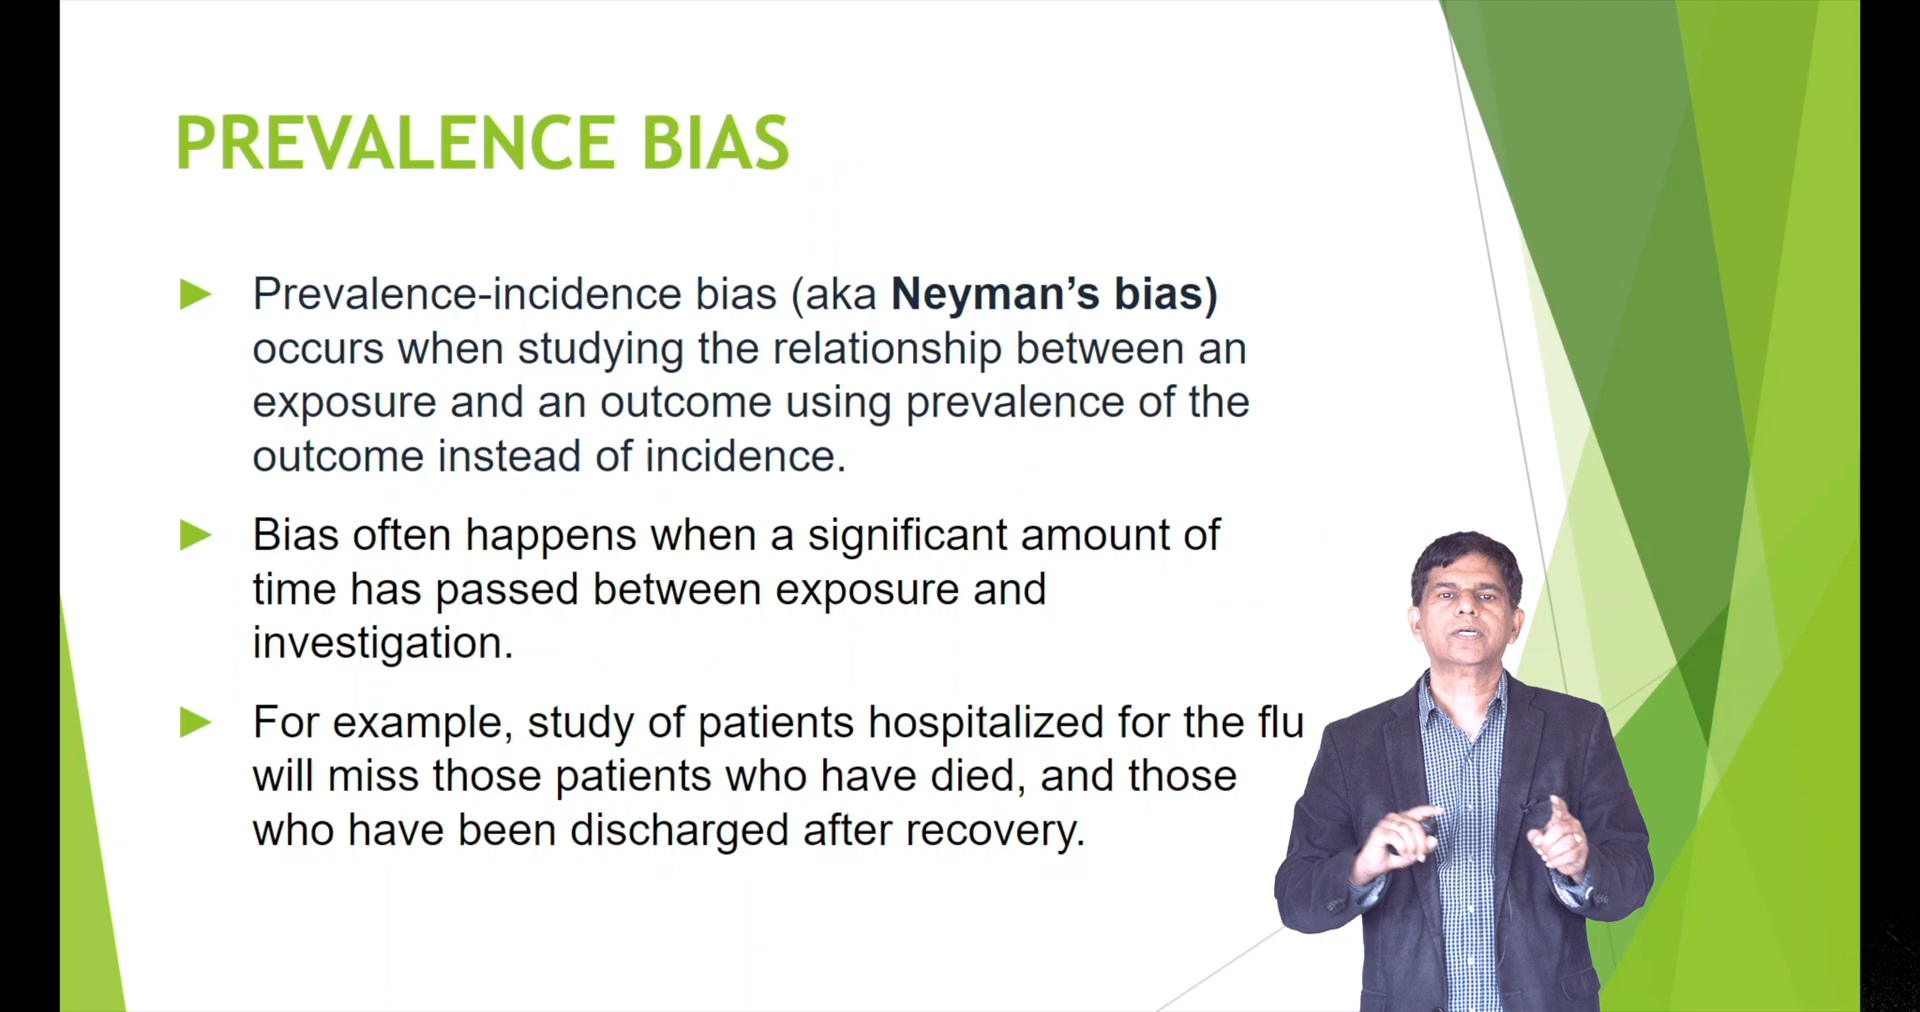 PREVALENCE BIAS
Prevalence-incidence bias (aka Neyman’s bias)
occurs when studying the relationship between an
exposure and an outcome using prevalence of the
outcome instead of incidence.
Bias often happens when a significant amount of
time has passed between exposure and
investigation.
For example, study of patients hospitalized for the flu
will miss those patients who have died, and those
who have been discharged after recovery.